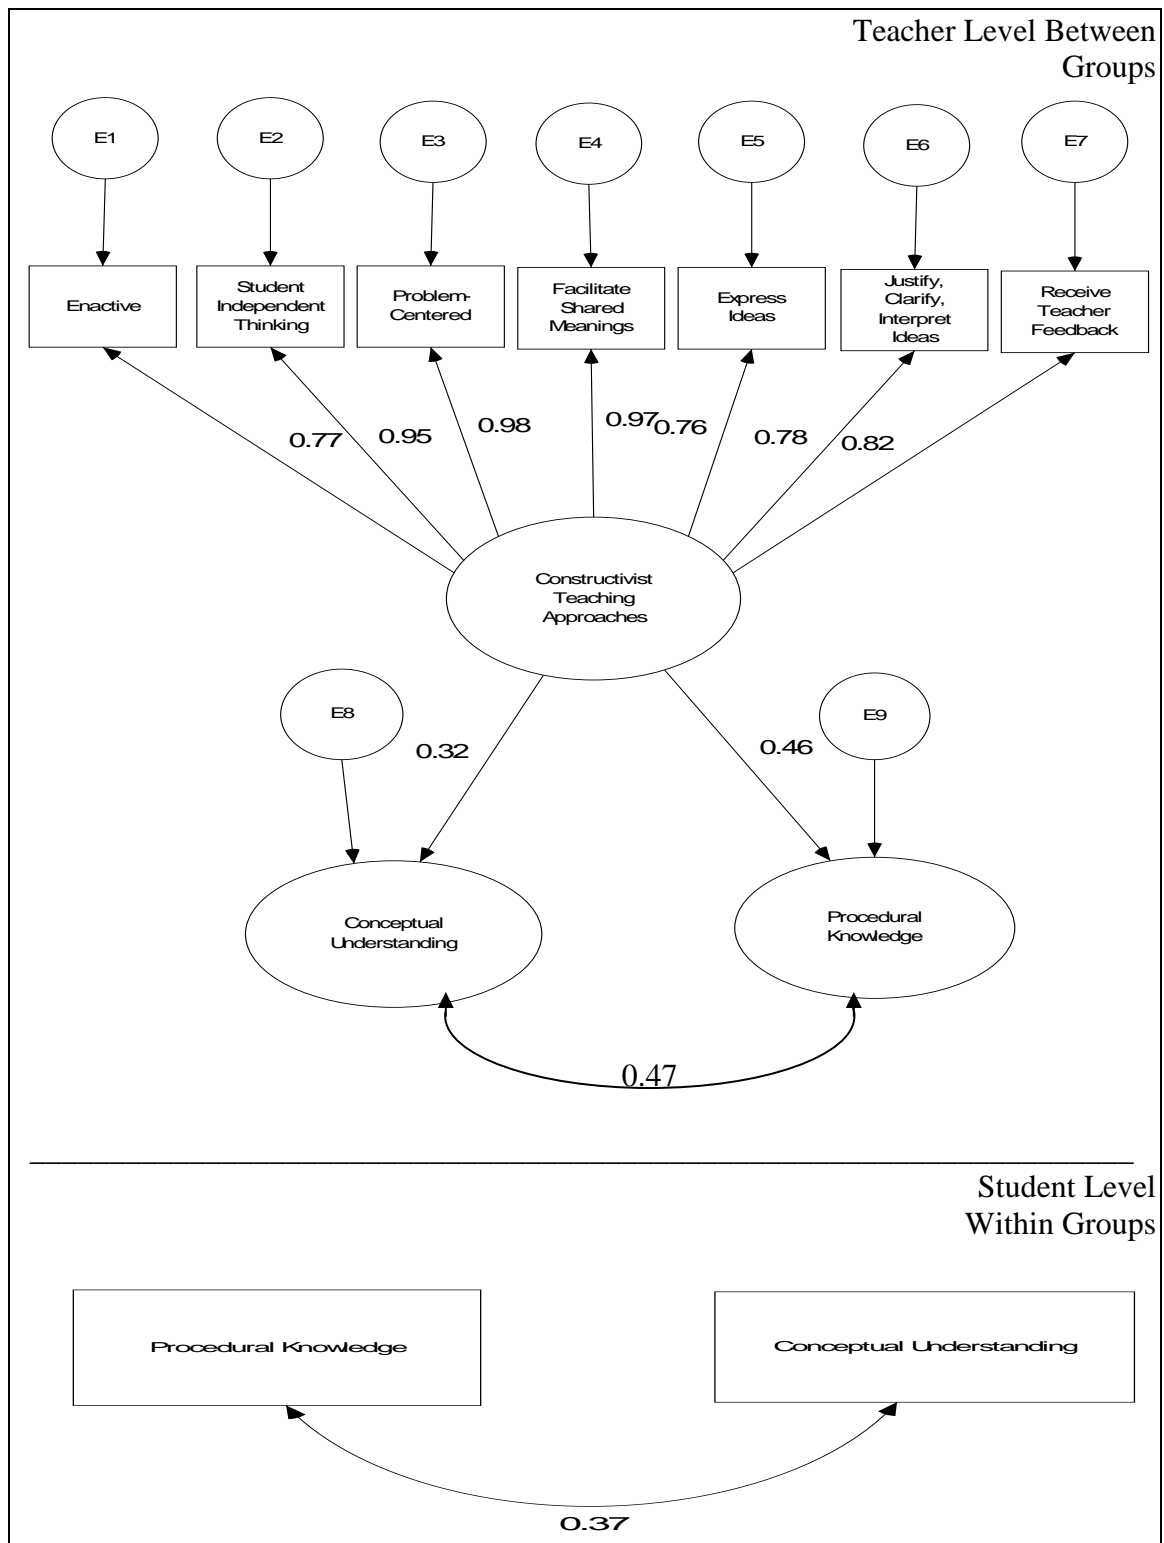 Teacher Level Between
Groups
E1
E2
E3
E4
E5
E6
E7
Enactive
Student
Independent
Thinking
Problem-
Centered
Facilitate
Shared
Meanings
Express
Ideas
Justify,
Clarify,
Interpret
Ideas
Receive
Teacher
Feedback
0.77
0.95
0.98
0.97
0.76
0.78
0.82
Constructivist
Teaching
Approaches
E8
E9
0.32
0.46
Conceptual
Understanding
Procedural
Knowledge
0.47
Student Level
Within Groups
Procedural Knowledge
Conceptual Understanding
0.37